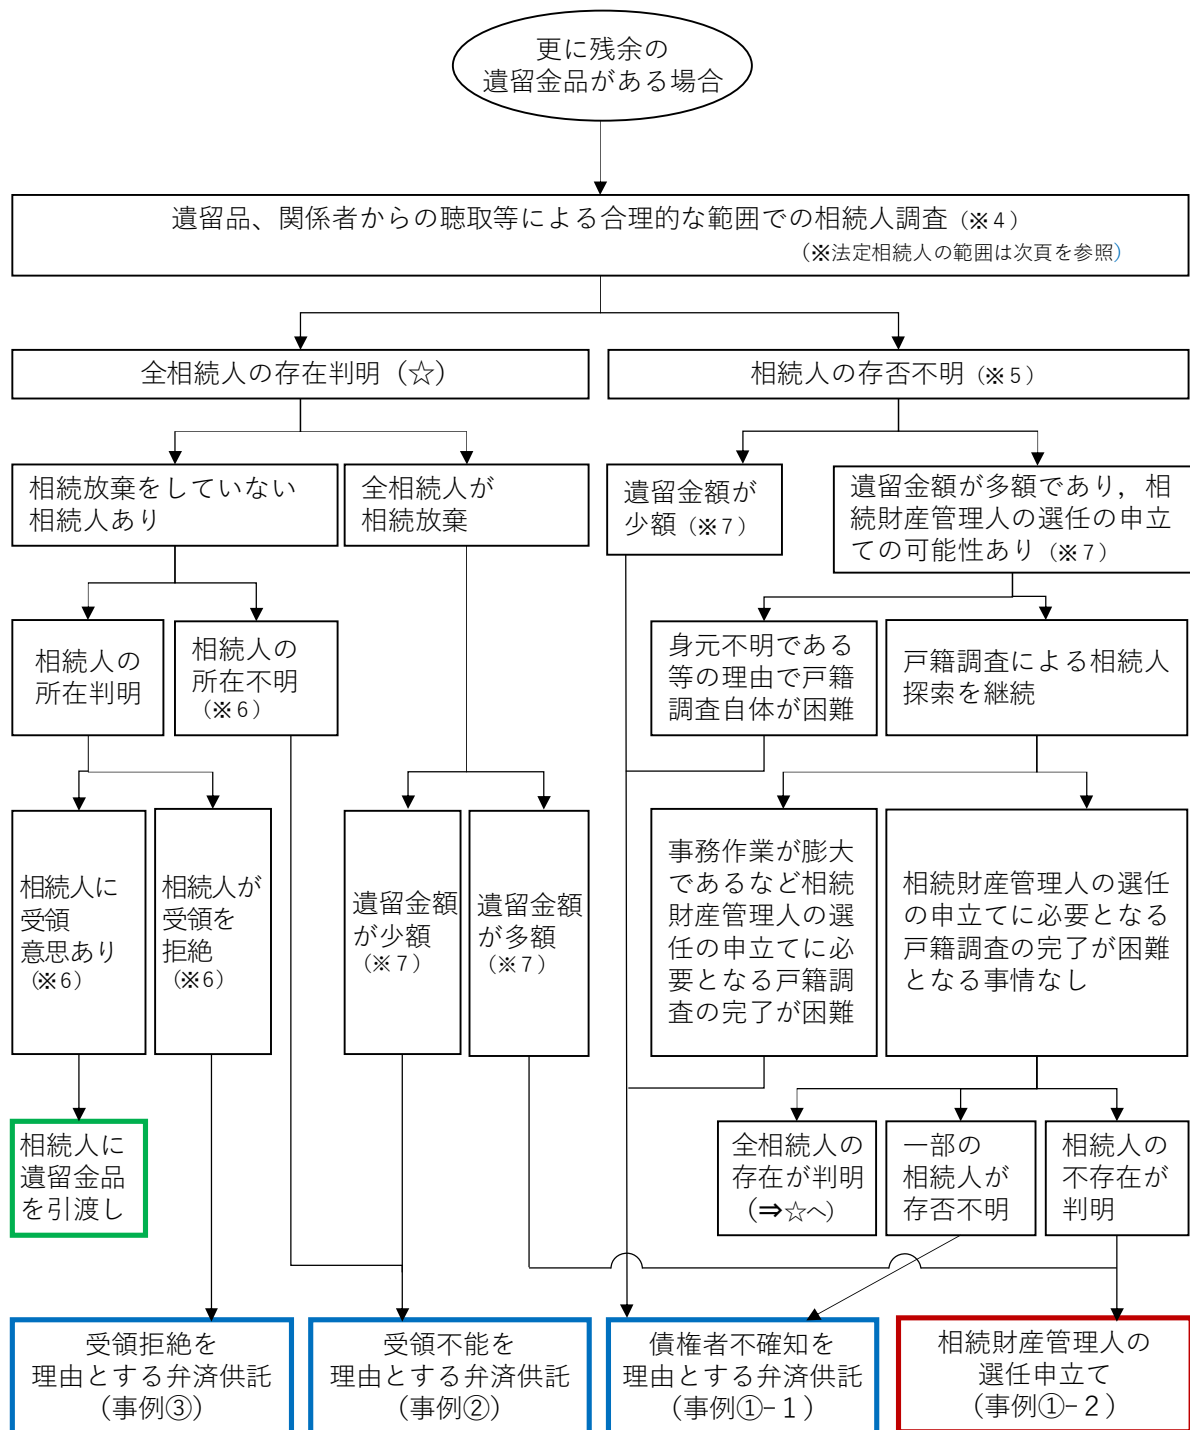 更に残余の
遺留金品がある場合
遺留品、関係者からの聴取等による合理的な範囲での相続人調査（※４）
（※法定相続人の範囲は次頁を参照）
全相続人の存在判明（☆）
相続人の存否不明（※５）
相続放棄をしていない
相続人あり
全相続人が
相続放棄
遺留金額が
少額（※７）
遺留金額が多額であり，相
続財産管理人の選任の申立
ての可能性あり（※７）
相続人の
所在判明
相続人の
所在不明
（※６）
身元不明である
等の理由で戸籍
調査自体が困難
戸籍調査による相続人
探索を継続
相続人に
受領
意思あり
（※6）
相続人が
受領を
拒絶
（※6）
遺留金額
が少額
（※７）
遺留金額
が多額
（※７）
事務作業が膨大
であるなど相続
財産管理人の選
任の申立てに必
要となる戸籍調
査の完了が困難
相続財産管理人の選任
の申立てに必要となる
戸籍調査の完了が困難
となる事情なし
相続人に
遺留金品
を引渡し
全相続人の
存在が判明
（⇒☆へ）
一部の
相続人が
存否不明
相続人の
不存在が
判明
受領拒絶を
理由とする弁済供託
（事例③）
受領不能を
理由とする弁済供託
（事例②）
債権者不確知を
理由とする弁済供託
（事例①-１）
相続財産管理人の
選任申立て
（事例①-２）